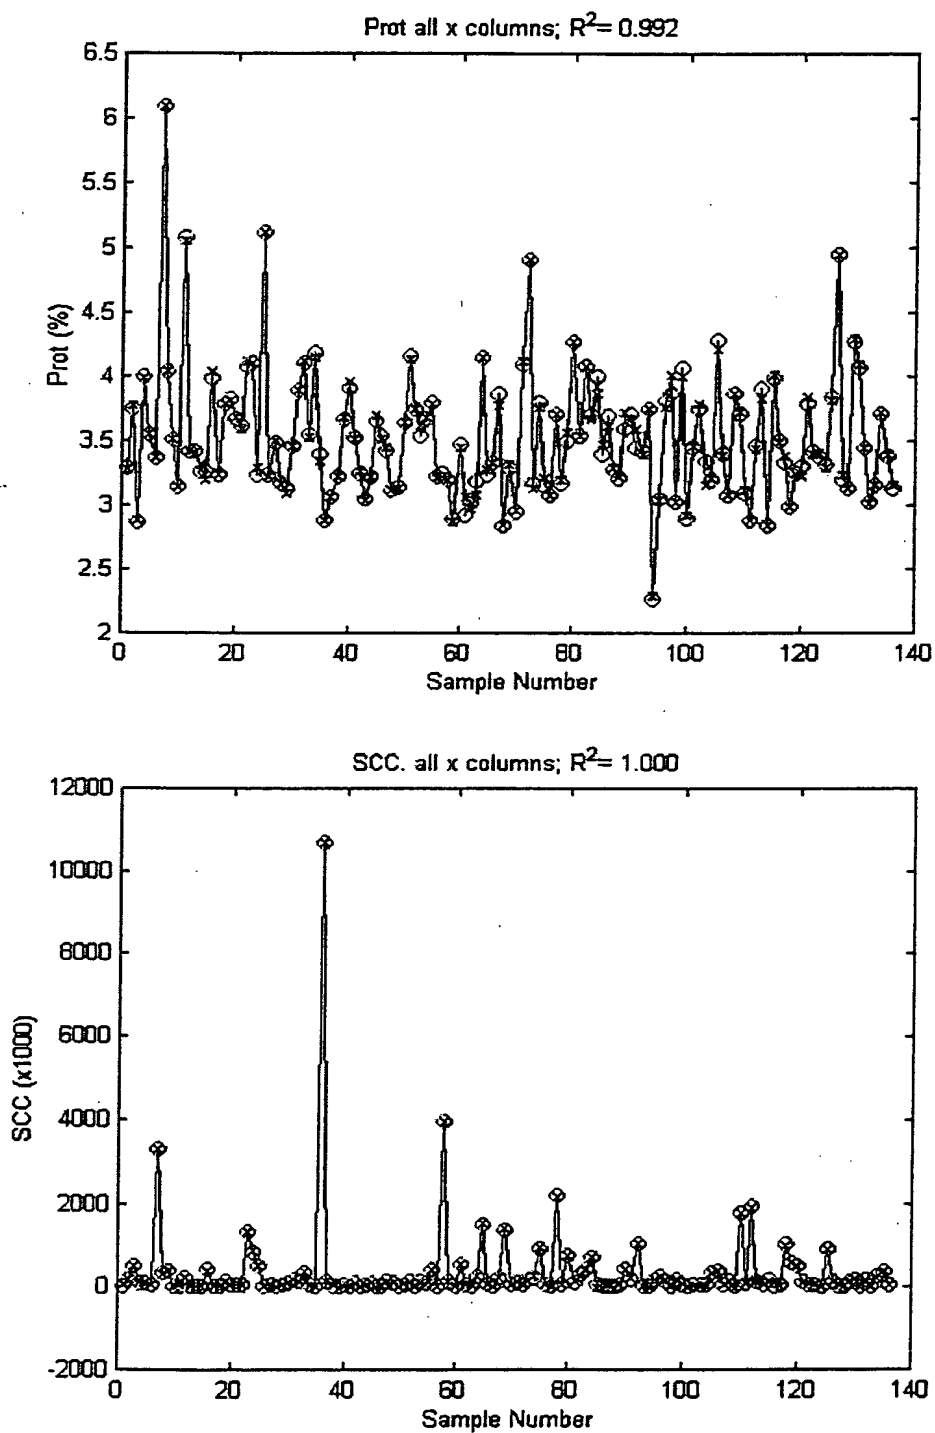 Prot all x columns; R²= 0.992
6.5
6
5.5
5
4.5
4
3.5
3
2.5
2
Prot (%)
0 20 40 60 80 100 120 140
Sample Number
SCC. all x columns; R²= 1.000
12000
10000
8000
6000
4000
2000
0
-2000
SCC (x1000)
0 20 40 60 80 100 120 140
Sample Number